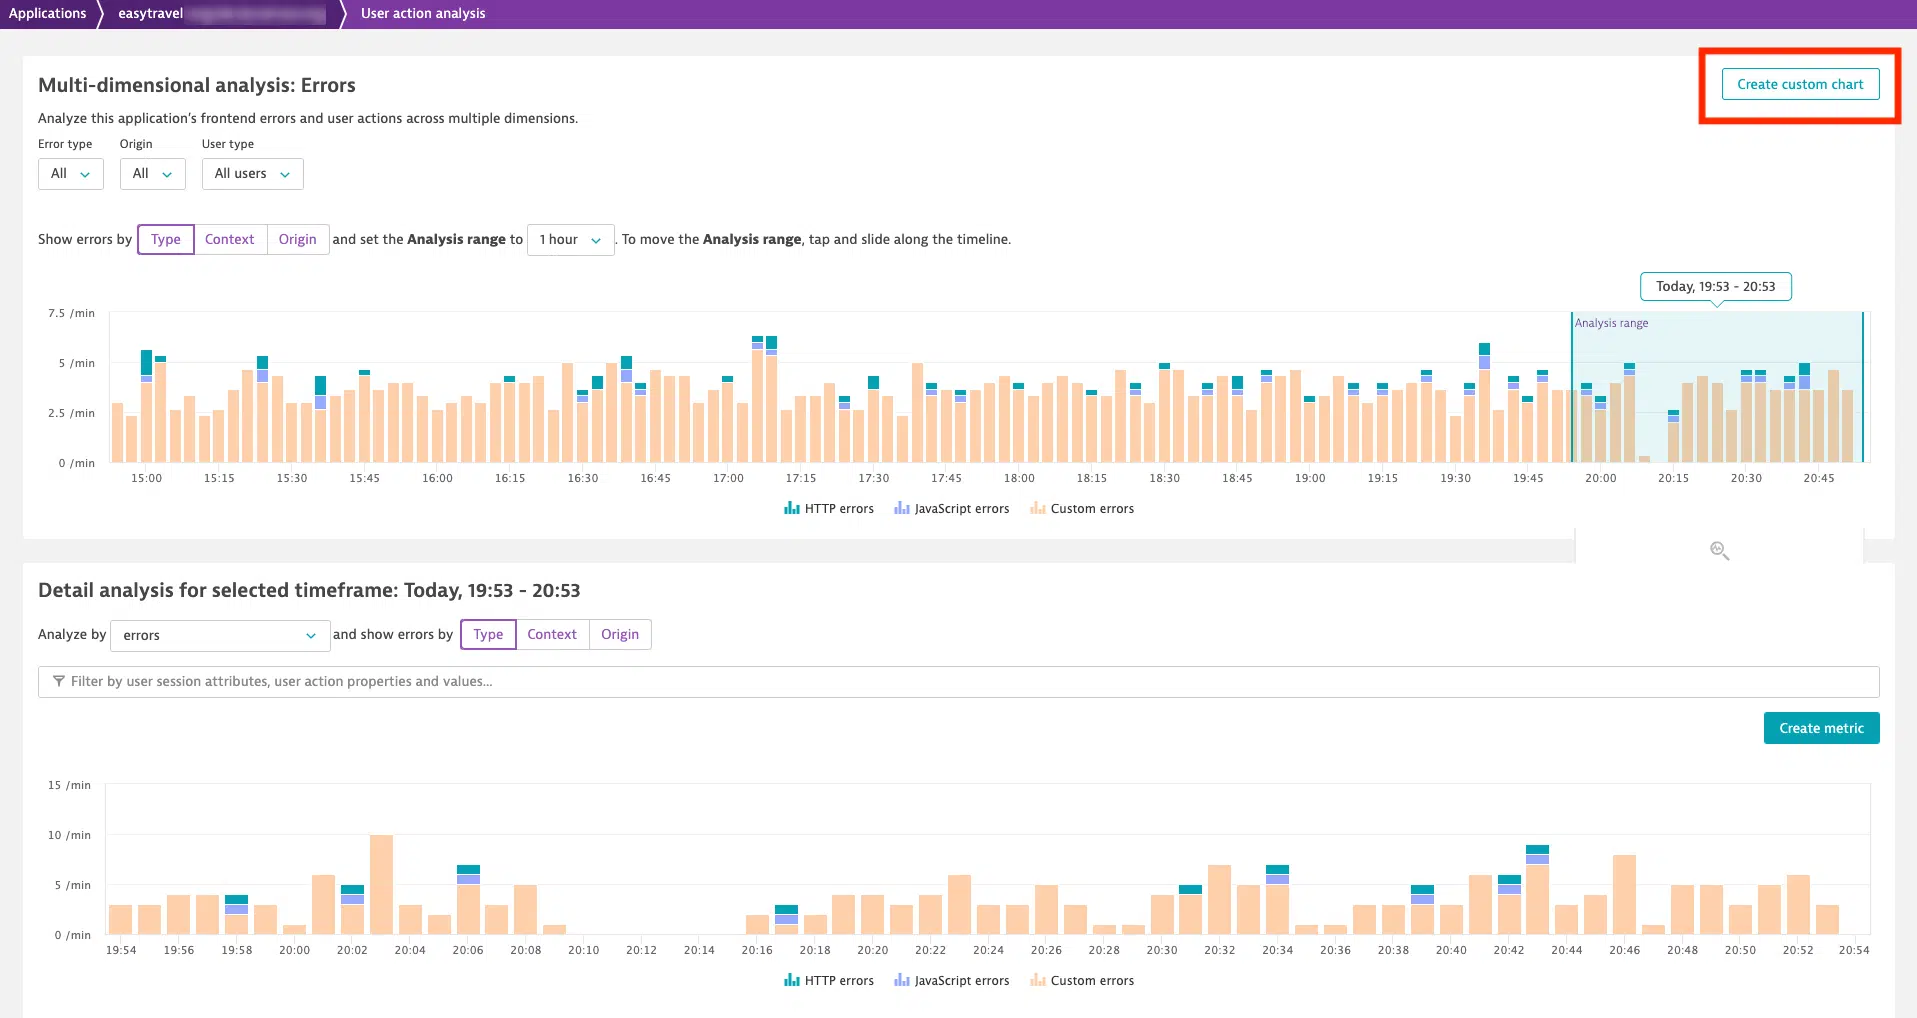 Applications easytravel User action analysis
Multi-dimensional analysis: Errors
Create custom chart
Analyze this application's frontend errors and user actions across multiple dimensions.
Error type Origin User type
All All All users
Show errors by Type Context Origin and set the Analysis range to 1 hour . To move the Analysis range, tap and slide along the timeline.
Today, 19:53 - 20:53
Analysis range
7.5 /min
5 /min
2.5 /min
0 /min
15:00 15:15 15:30 15:45 16:00 16:15 16:30 16:45 17:00 17:15 17:30 17:45 18:00 18:15 18:30 18:45 19:00 19:15 19:30 19:45 20:00 20:15 20:30 20:45
HTTP errors JavaScript errors Custom errors
Detail analysis for selected timeframe: Today, 19:53 - 20:53
Analyze by errors and show errors by Type Context Origin
Filter by user session attributes, user action properties and values...
Create metric
15 /min
10 /min
5 /min
0 /min
19:54 19:56 19:58 20:00 20:02 20:04 20:06 20:08 20:10 20:12 20:14 20:16 20:18 20:20 20:22 20:24 20:26 20:28 20:30 20:32 20:34 20:36 20:38 20:40 20:42 20:44 20:46 20:48 20:50 20:52 20:54
HTTP errors JavaScript errors Custom errors